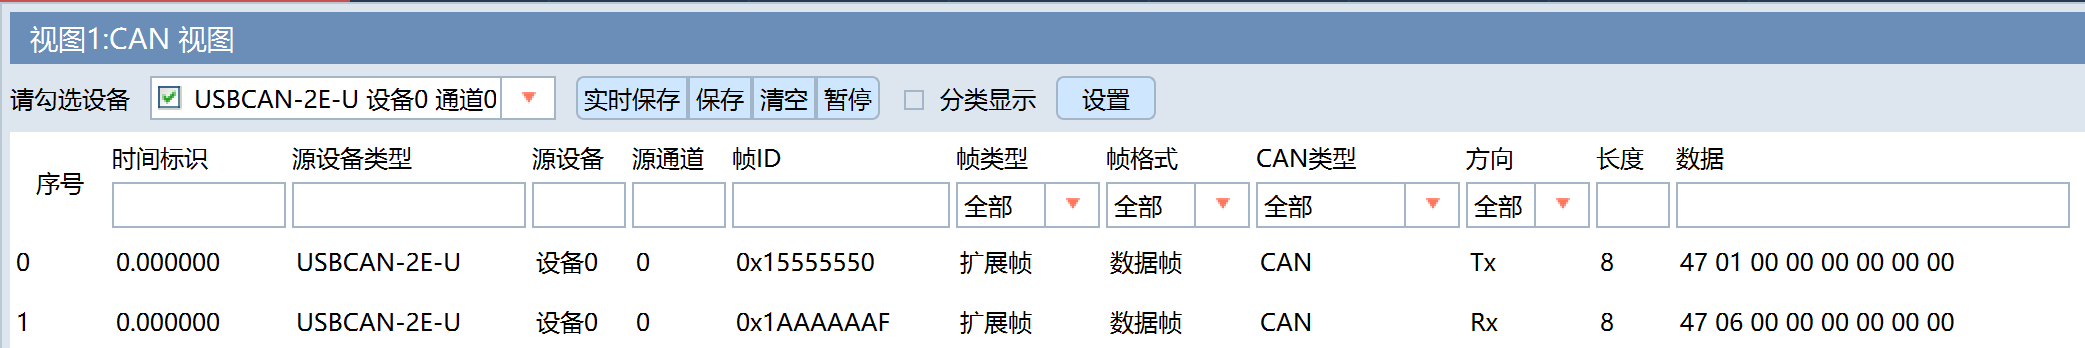 视图1:CAN 视图
请勾选设备 USBCAN-2E-U 设备0 通道0 实时保存 保存 清空 暂停 分类显示 设置
序号 时间标识 源设备类型 源设备 源通道 帧ID 帧类型 帧格式 CAN类型 方向 长度 数据
全部 全部 全部 全部
0 0.000000 USBCAN-2E-U 设备0 0 0x15555550 扩展帧 数据帧 CAN Tx 8 47 01 00 00 00 00 00 00
1 0.000000 USBCAN-2E-U 设备0 0 0x1AAAAAAF 扩展帧 数据帧 CAN Rx 8 47 06 00 00 00 00 00 00